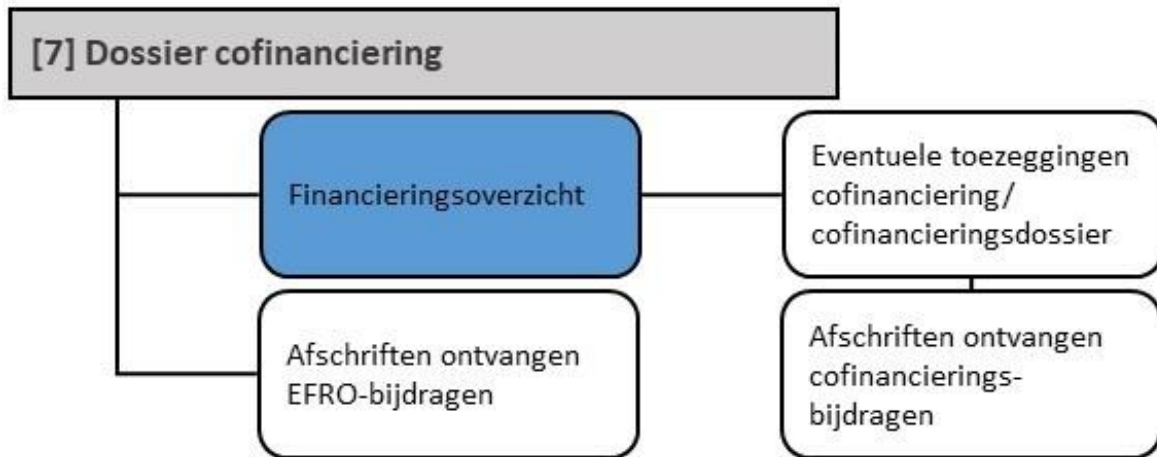 [7] Dossier cofinanciering
Financieringsoverzicht
Eventuele toezeggingen
cofinanciering/
cofinancieringsdossier
Afschriften ontvangen
EFRO-bijdragen
Afschriften ontvangen
cofinancierings-
bijdragen